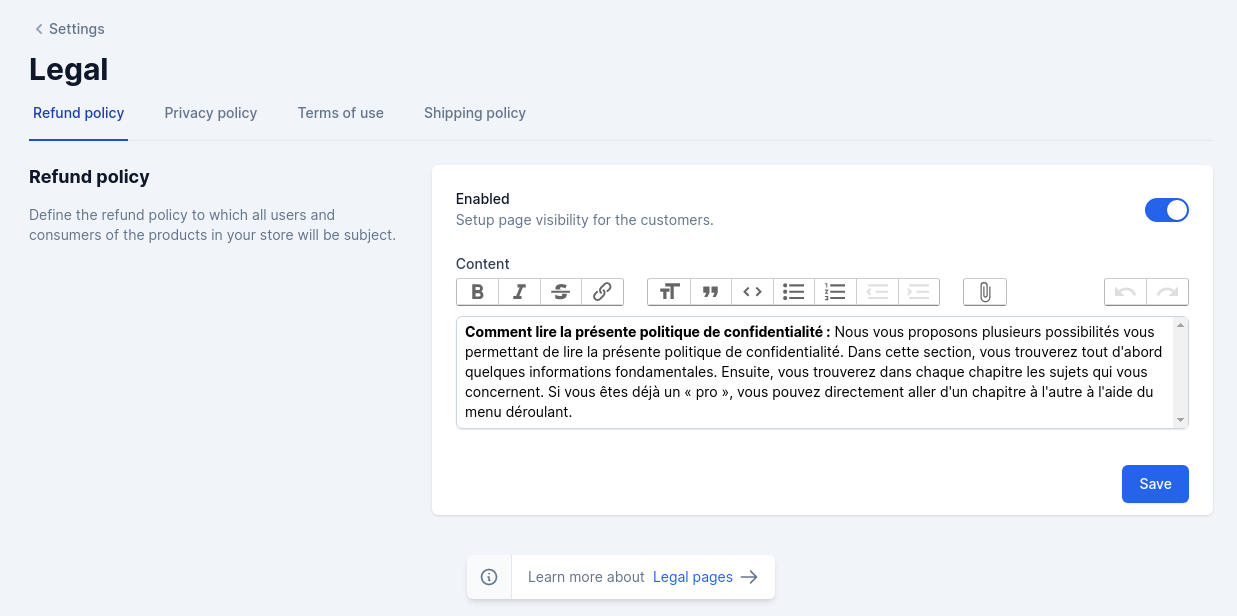 Settings
Legal
Refund policy Privacy policy Terms of use Shipping policy
Refund policy
Define the refund policy to which all users and
consumers of the products in your store will be subject.
Enabled
Setup page visibility for the customers.
Content
Comment lire la présente politique de confidentialité : Nous vous proposons plusieurs possibilités vous
permettant de lire la présente politique de confidentialité. Dans cette section, vous trouverez tout d'abord
quelques informations fondamentales. Ensuite, vous trouverez dans chaque chapitre les sujets qui vous
concernent. Si vous êtes déjà un « pro », vous pouvez directement aller d'un chapitre à l'autre à l'aide du
menu déroulant.
Save
Learn more about Legal pages